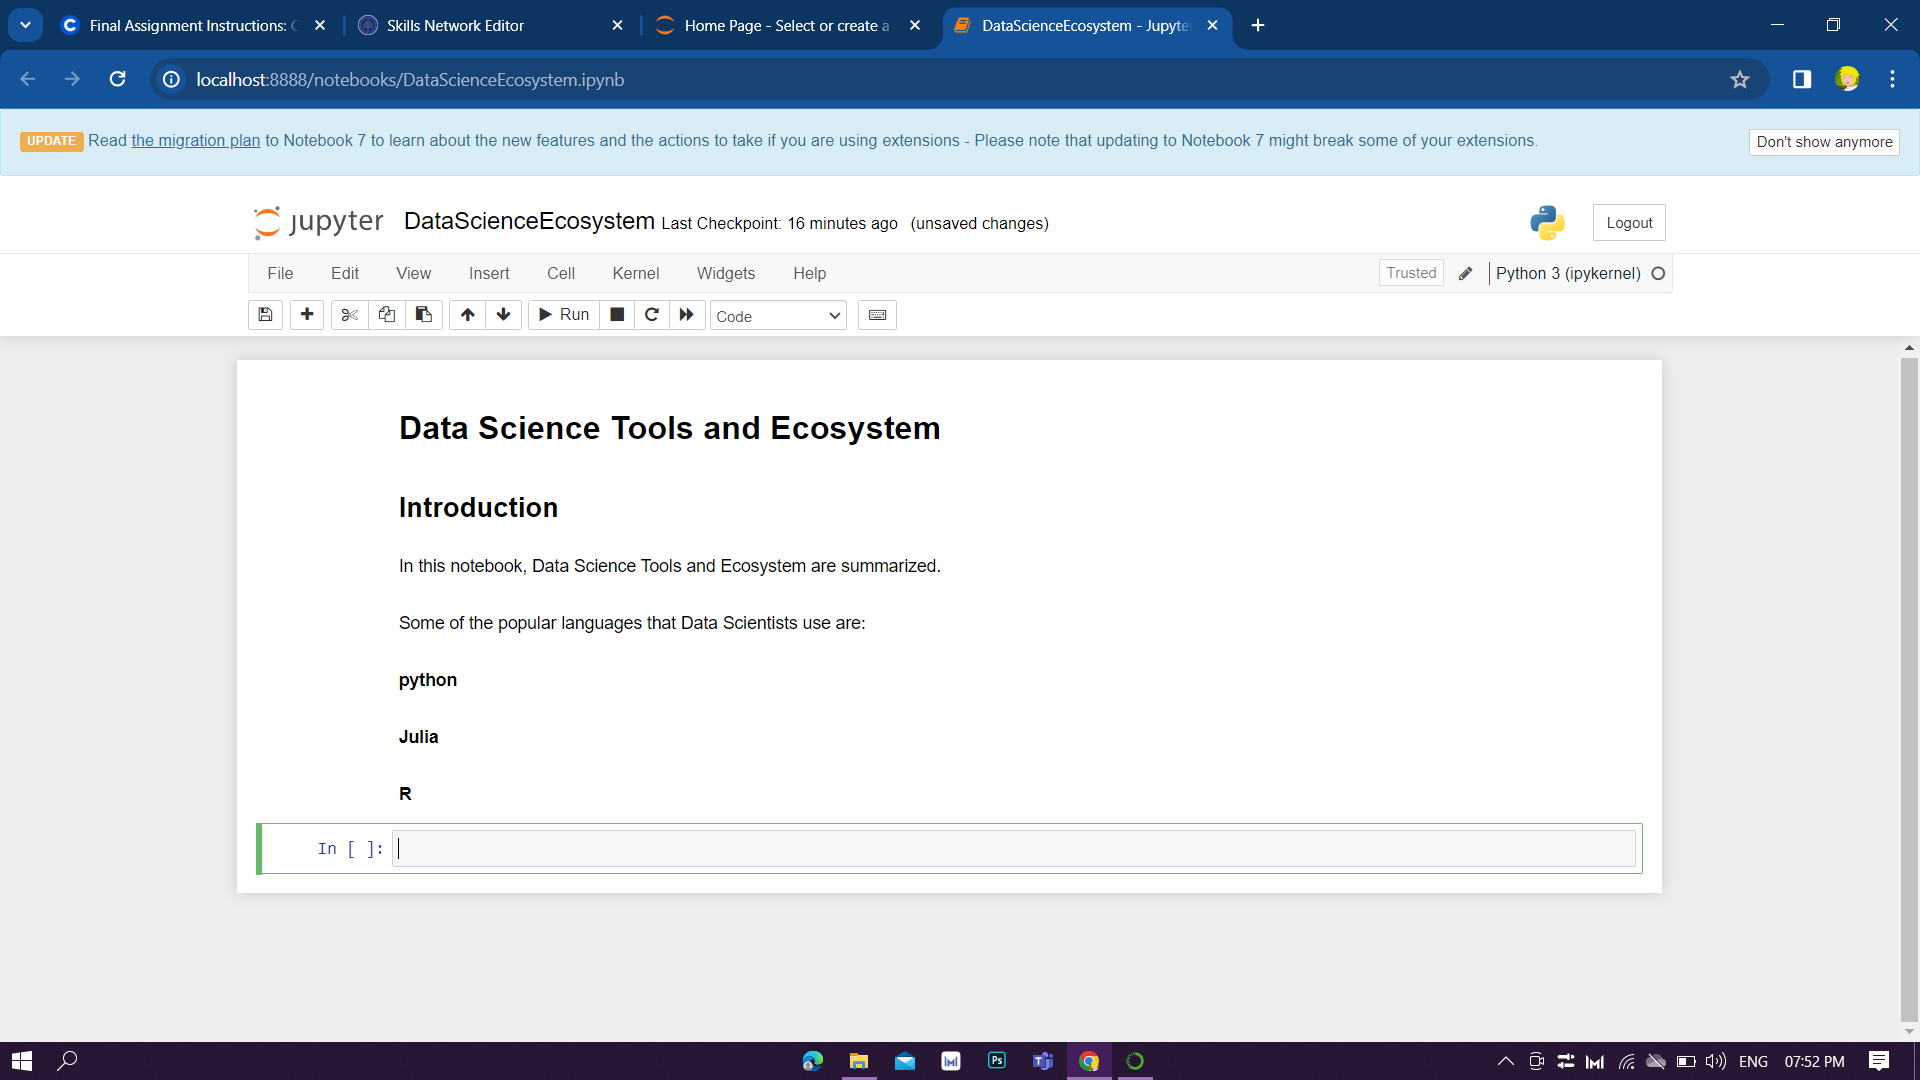 Final Assignment Instructions: C
Skills Network Editor
Home Page - Select or create a
DataScienceEcosystem - Jupyte
localhost:8888/notebooks/DataScienceEcosystem.ipynb
UPDATE Read the migration plan to Notebook 7 to learn about the new features and the actions to take if you are using extensions - Please note that updating to Notebook 7 might break some of your extensions.
Don't show anymore
jupyter DataScienceEcosystem Last Checkpoint: 16 minutes ago (unsaved changes)
Logout
File Edit View Insert Cell Kernel Widgets Help
Trusted Python 3 (ipykernel)
Run Code
Data Science Tools and Ecosystem
Introduction
In this notebook, Data Science Tools and Ecosystem are summarized.
Some of the popular languages that Data Scientists use are:
python
Julia
R
In [ ]:
Ps
ENG 07:52 PM